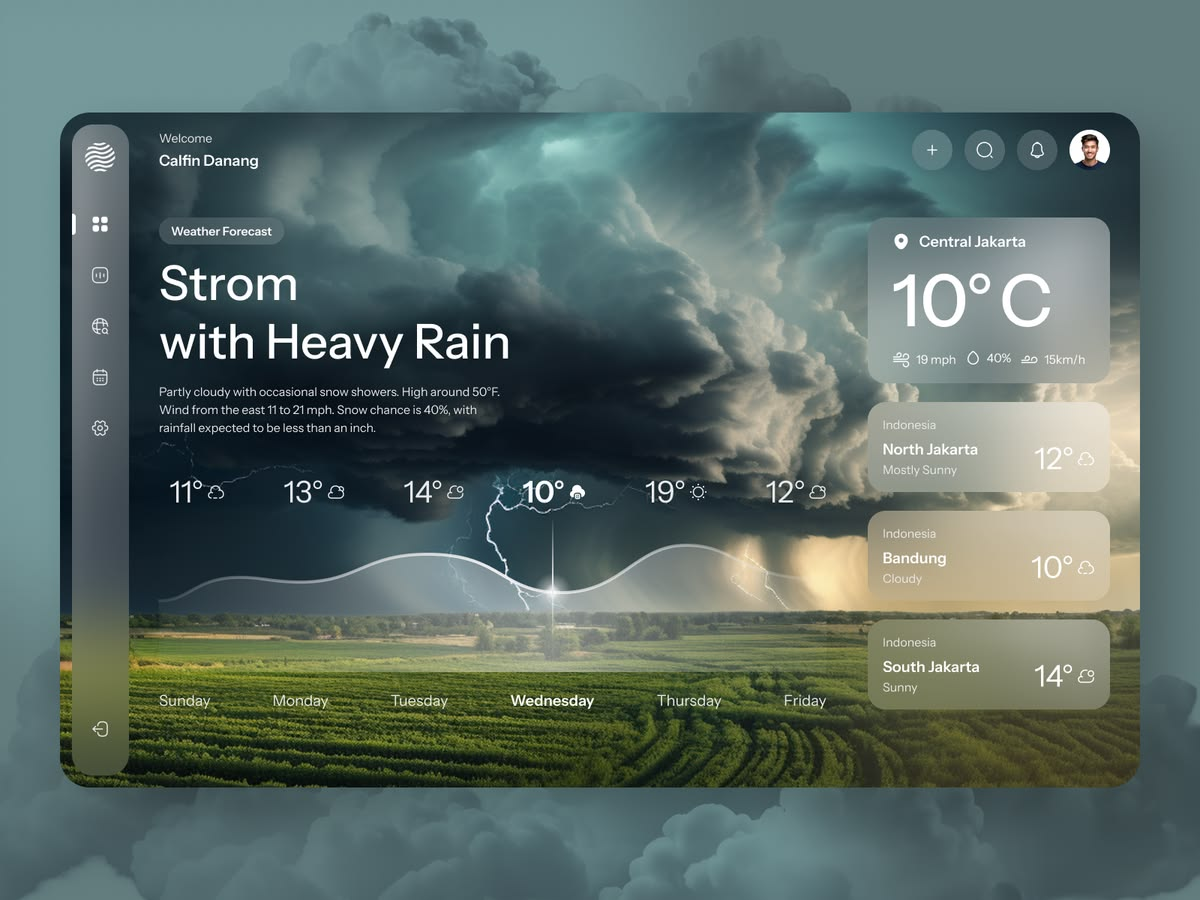 Welcome
Calfin Danang
Weather Forecast
Strom
with Heavy Rain
Partly cloudy with occasional snow showers. High around 50°F.
Wind from the east 11 to 21 mph. Snow chance is 40%, with
rainfall expected to be less than an inch.
11°
13°
14°
10°
19°
12°
Sunday
Monday
Tuesday
Wednesday
Thursday
Friday
Central Jakarta
10° C
19 mph
40%
15km/h
Indonesia
North Jakarta
Mostly Sunny
12°
Indonesia
Bandung
Cloudy
10°
Indonesia
South Jakarta
Sunny
14°